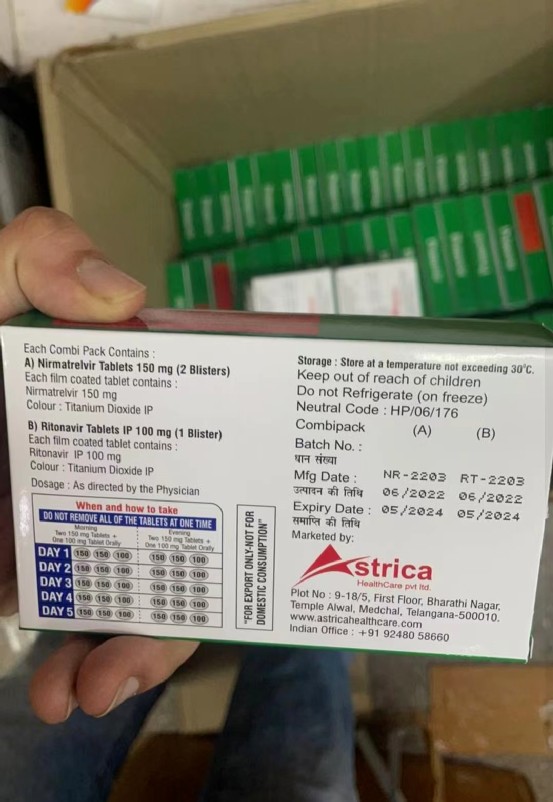 Each Combi Pack Contains :
A) Nirmatrelvir Tablets 150 mg (2 Blisters)
Each film coated tablet contains :
Nirmatrelvir 150 mg
Colour : Titanium Dioxide IP
B) Ritonavir Tablets IP 100 mg (1 Blister)
Each film coated tablet contains :
Ritonavir IP 100 mg
Colour : Titanium Dioxide IP
Dosage : As directed by the Physician
When and how to take
DO NOT REMOVE ALL OF THE TABLETS AT ONE TIME
Morning
Two 150 mg Tablets +
One 100 mg Tablet Orally
Evening
Two 150 mg Tablets +
One 100 mg Tablet Orally
DAY 1 150 150 100 150 150 100
DAY 2 150 150 100 150 150 100
DAY 3 150 150 100 150 150 100
DAY 4 150 150 100 150 150 100
DAY 5 150 150 100 150 150 100
"FOR EXPORT ONLY-NOT FOR
DOMESTIC CONSUMPTION"
Storage : Store at a temperature not exceeding 30°C.
Keep out of reach of children
Do not Refrigerate (on freeze)
Neutral Code : HP/06/176
Combipack (A) (B)
Batch No. :
घान संख्या NR-2203 RT-2203
Mfg Date : 06/2022 06/2022
उत्पादन की तिथि
Expiry Date : 05/2024 05/2024
समाप्ति की तिथि
Marketed by:
Astrica
HealthCare pvt ltd.
Plot No : 9-18/5, First Floor, Bharathi Nagar,
Temple Alwal, Medchal, Telangana-500010.
www.astricahealthcare.com
Indian Office : +91 92480 58660